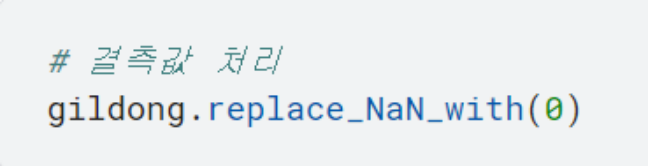 # 결측값 처리
gildong.replace_NaN_with(0)